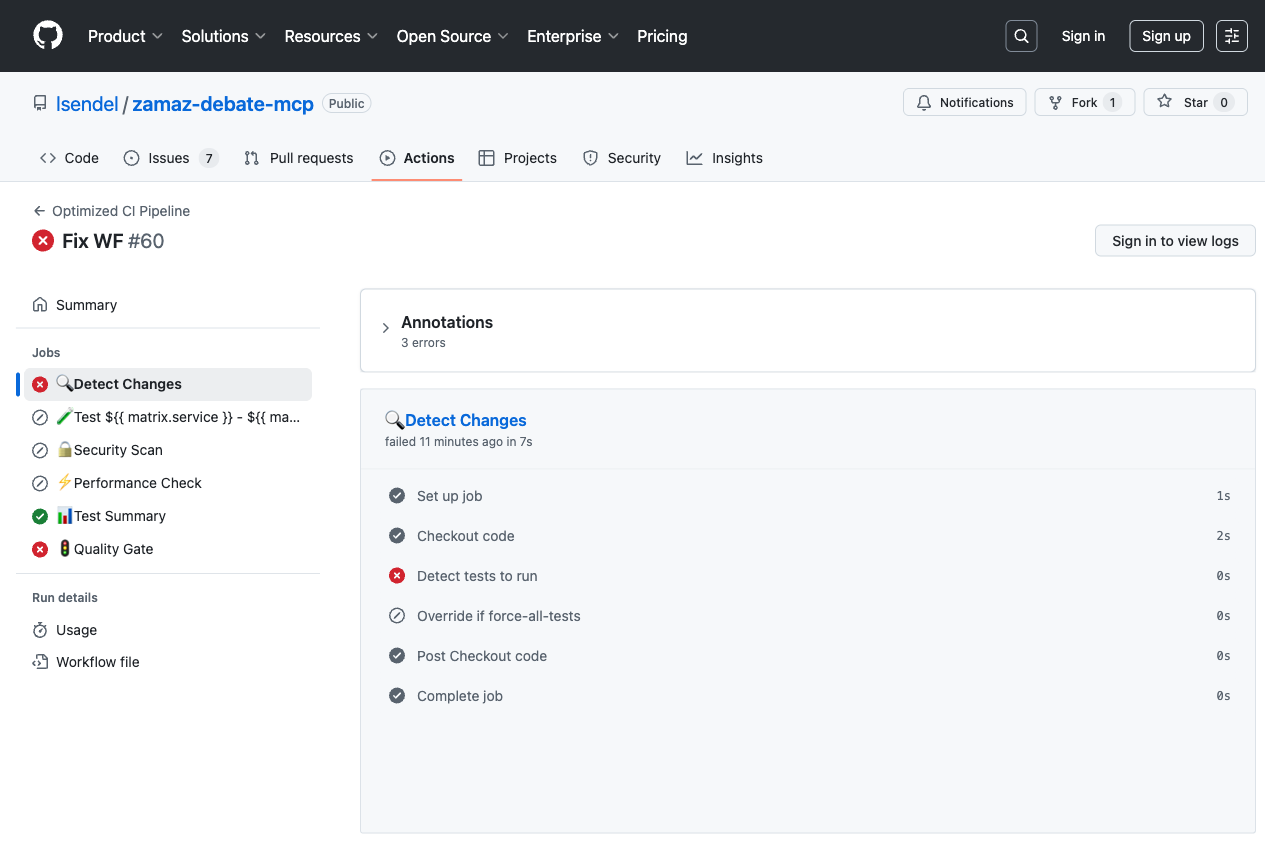 Product Solutions Resources Open Source Enterprise Pricing Sign in Sign up
lsendel / zamaz-debate-mcp Public Notifications Fork 1 Star 0
Code Issues 7 Pull requests Actions Projects Security Insights
Optimized CI Pipeline
Fix WF #60
Sign in to view logs
Summary
Jobs
Detect Changes
Test ${{ matrix.service }} - ${{ ma...
Security Scan
Performance Check
Test Summary
Quality Gate
Run details
Usage
Workflow file
Annotations
3 errors
Detect Changes
failed 11 minutes ago in 7s
Set up job 1s
Checkout code 2s
Detect tests to run 0s
Override if force-all-tests 0s
Post Checkout code 0s
Complete job 0s